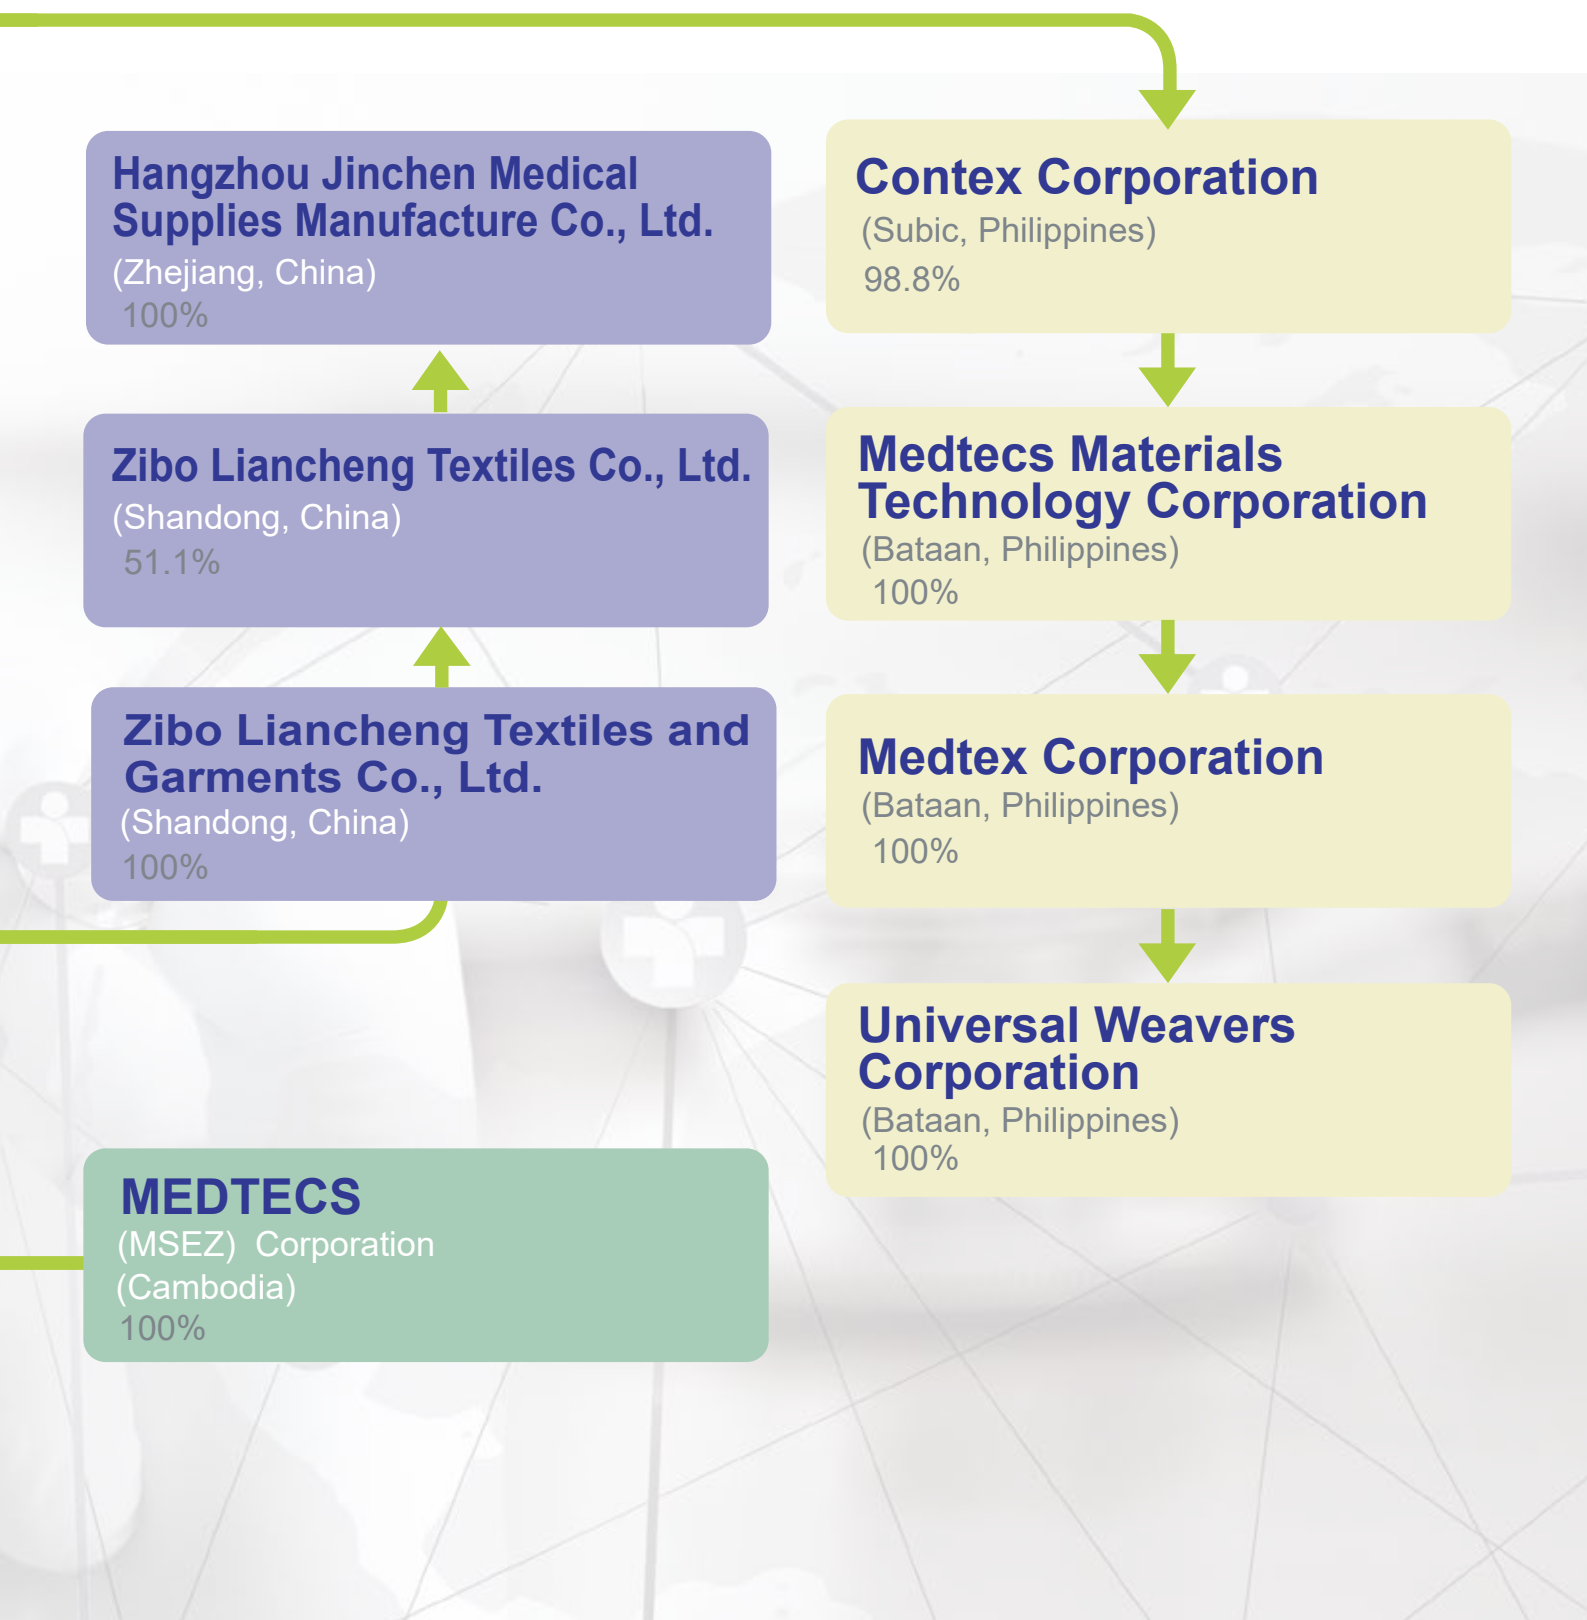 Hangzhou Jinchen Medical
Supplies Manufacture Co., Ltd.
(Zhejiang, China)
100%
Zibo Liancheng Textiles Co., Ltd.
(Shandong, China)
51.1%
Zibo Liancheng Textiles and
Garments Co., Ltd.
(Shandong, China)
100%
MEDTECS
(MSEZ) Corporation
(Cambodia)
100%
Contex Corporation
(Subic, Philippines)
98.8%
Medtecs Materials
Technology Corporation
(Bataan, Philippines)
100%
Medtex Corporation
(Bataan, Philippines)
100%
Universal Weavers
Corporation
(Bataan, Philippines)
100%